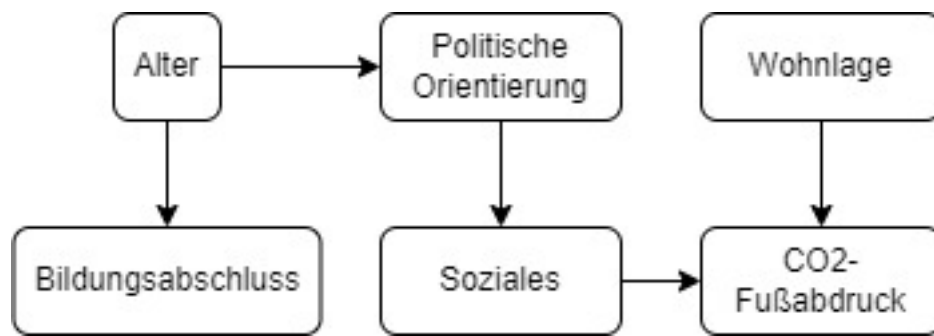 Alter
Politische
Orientierung
Wohnlage
Bildungsabschluss
Soziales
CO2-
Fußabdruck